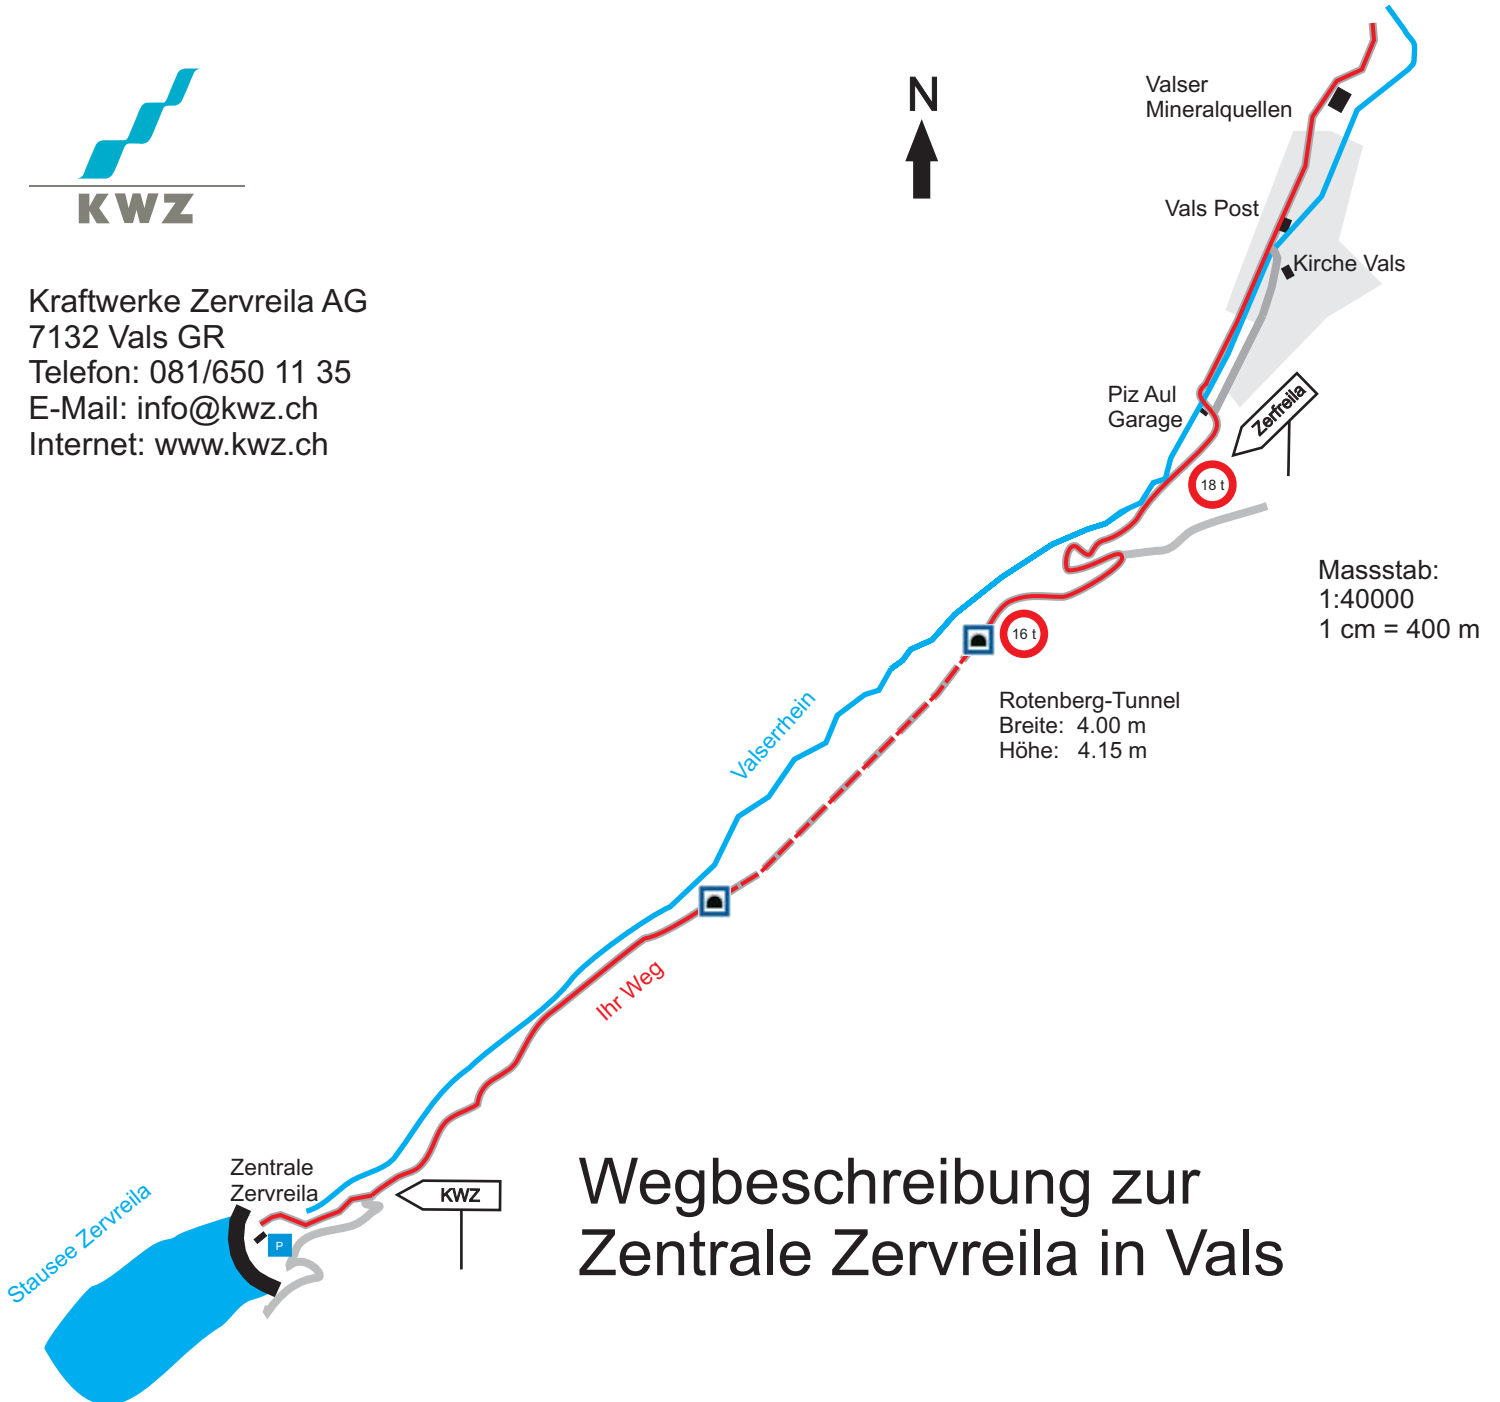 KWZ
Kraftwerke Zervreila AG
7132 Vals GR
Telefon: 081/650 11 35
E-Mail: info@kwz.ch
Internet: www.kwz.ch
N
Valser
Mineralquellen
Vals Post
Kirche Vals
Piz Aul
Garage
Zerfreila
18 t
Massstab:
1:40000
1 cm = 400 m
16 t
Rotenberg-Tunnel
Breite: 4.00 m
Höhe: 4.15 m
Valserrhein
Ihr Weg
Zentrale
Zervreila
KWZ
P
Stausee Zervreila
Wegbeschreibung zur
Zentrale Zervreila in Vals